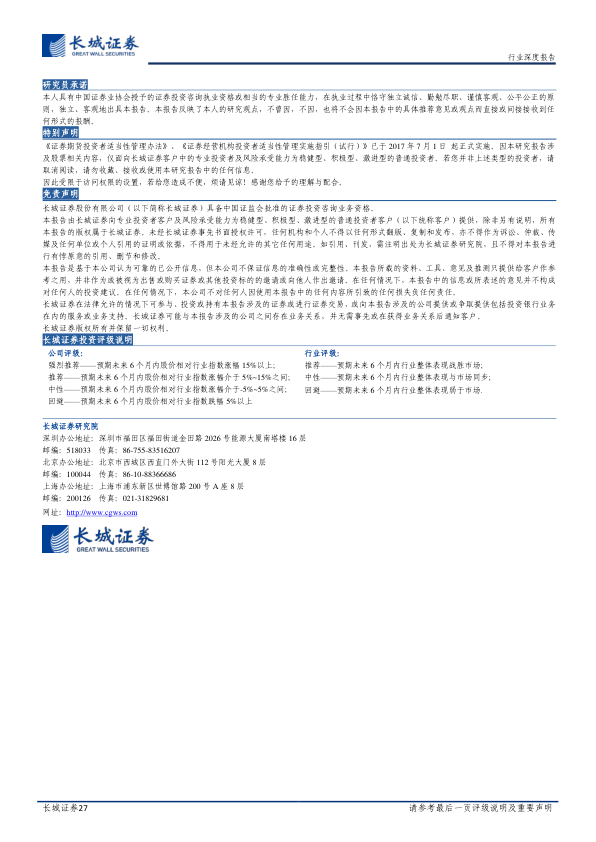 长城证券
GREAT WALL SECURITIES
行业深度报告
研究员承诺
本人具有中国证券业协会授予的证券投资咨询执业资格或相当的专业胜任能力，在执业过程中恪守独立诚信、勤勉尽职、谨慎客观、公平公正的原
则，独立、客观地出具本报告。本报告反映了本人的研究观点，不曾因，不因，也将不会因本报告中的具体推荐意见或观点而直接或间接接收到任
何形式的报酬。
特别声明
《证券期货投资者适当性管理办法》、《证券经营机构投资者适当性管理实施指引（试行）》已于 2017 年 7 月 1 日 起正式实施。因本研究报告涉
及股票相关内容，仅面向长城证券客户中的专业投资者及风险承受能力为稳健型、积极型、激进型的普通投资者。若您并非上述类型的投资者，请
取消阅读，请勿收藏、接收或使用本研究报告中的任何信息。
因此受限于访问权限的设置，若给您造成不便，烦请见谅！感谢您给予的理解与配合。
免责声明
长城证券股份有限公司（以下简称长城证券）具备中国证监会批准的证券投资咨询业务资格。
本报告由长城证券向专业投资者客户及风险承受能力为稳健型、积极型、激进型的普通投资者客户（以下统称客户）提供，除非另有说明，所有
本报告的版权属于长城证券。未经长城证券事先书面授权许可，任何机构和个人不得以任何形式翻版、复制和发布，亦不得作为诉讼、仲裁、传
媒及任何单位或个人引用的证明或依据，不得用于未经允许的其它任何用途。如引用、刊发，需注明出处为长城证券研究院，且不得对本报告进
行有悖原意的引用、删节和修改。
本报告是基于本公司认为可靠的已公开信息，但本公司不保证信息的准确性或完整性。本报告所载的资料、工具、意见及推测只提供给客户作参
考之用，并非作为或被视为出售或购买证券或其他投资标的的邀请或向他人作出邀请。在任何情况下，本报告中的信息或所表述的意见并不构成
对任何人的投资建议。在任何情况下，本公司不对任何人因使用本报告中的任何内容所引致的任何损失负任何责任。
长城证券在法律允许的情况下可参与、投资或持有本报告涉及的证券或进行证券交易，或向本报告涉及的公司提供或争取提供包括投资银行业务
在内的服务或业务支持。长城证券可能与本报告涉及的公司之间存在业务关系，并无需事先或在获得业务关系后通知客户。
长城证券版权所有并保留一切权利。
长城证券投资评级说明
公司评级：
强烈推荐——预期未来 6 个月内股价相对行业指数涨幅 15%以上；
推荐——预期未来 6 个月内股价相对行业指数涨幅介于 5%~15%之间；
中性——预期未来 6 个月内股价相对行业指数涨幅介于-5%~5%之间；
回避——预期未来 6 个月内股价相对行业指数跌幅 5%以上
行业评级：
推荐——预期未来 6 个月内行业整体表现战胜市场；
中性——预期未来 6 个月内行业整体表现与市场同步；
回避——预期未来 6 个月内行业整体表现弱于市场.
长城证券研究院
深圳办公地址：深圳市福田区福田街道金田路 2026 号能源大厦南塔楼 16 层
邮编：518033 传真：86-755-83516207
北京办公地址：北京市西城区西直门外大街 112 号阳光大厦 8 层
邮编：100044 传真：86-10-88366686
上海办公地址：上海市浦东新区世博馆路 200 号 A 座 8 层
邮编：200126 传真：021-31829681
网址：http://www.cgws.com
长城证券
GREAT WALL SECURITIES
长城证券27
请参考最后一页评级说明及重要声明